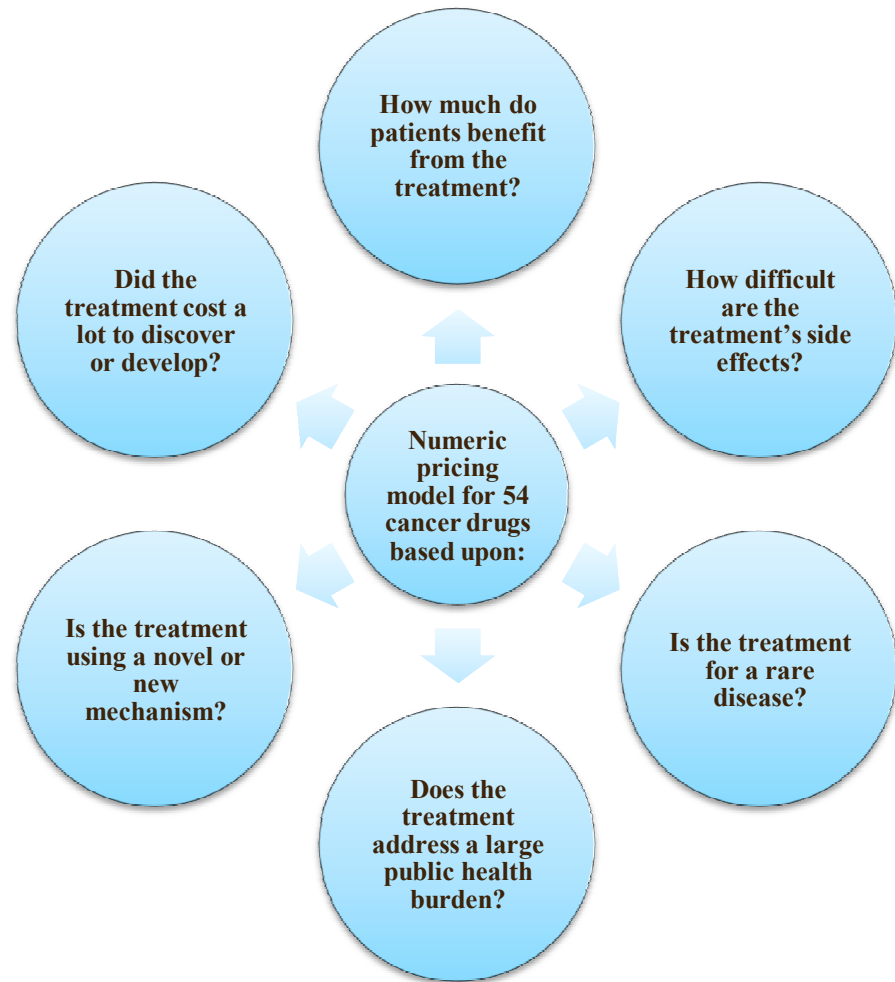 How much do
patients benefit
from the
treatment?
Did the
treatment cost a
lot to discover
or develop?
How difficult
are the
treatment’s side
effects?
Numeric
pricing
model for 54
cancer drugs
based upon:
Is the treatment
using a novel or
new
mechanism?
Is the treatment
for a rare
disease?
Does the
treatment
address a large
public health
burden?